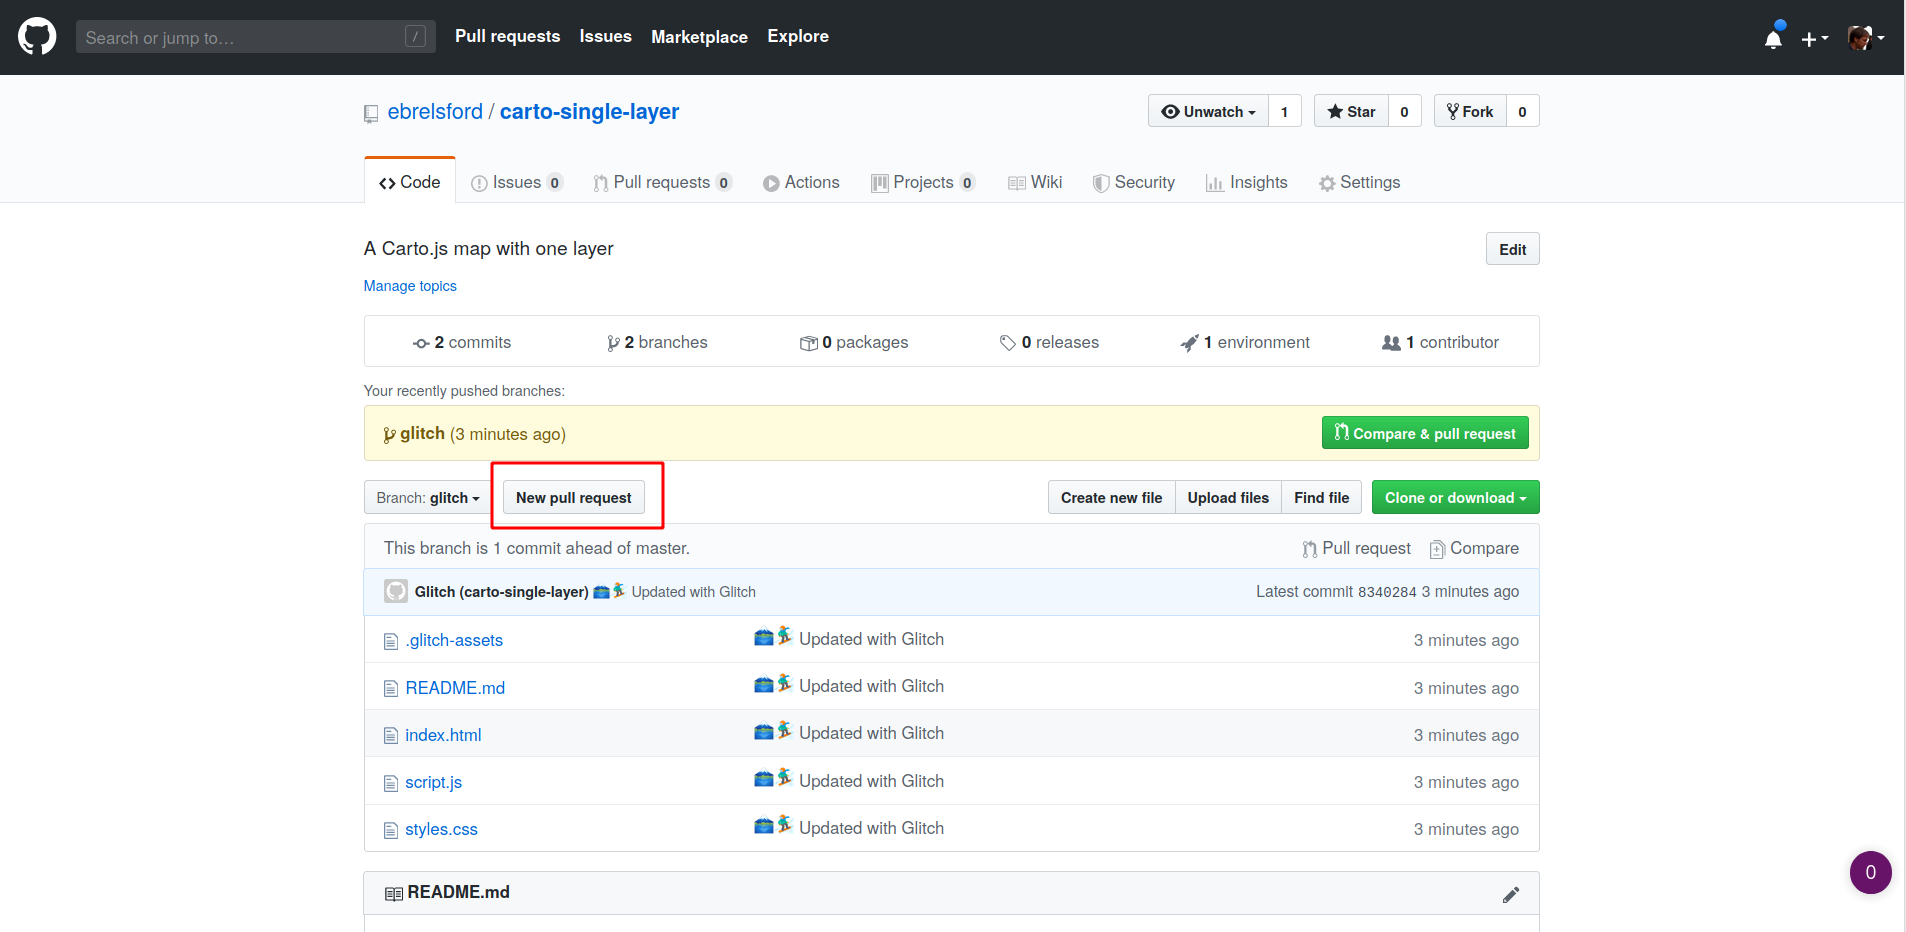 Search or jump to… /
Pull requests Issues Marketplace Explore
ebrelsford / carto-single-layer
Unwatch 1 Star 0 Fork 0
Code Issues 0 Pull requests 0 Actions Projects 0 Wiki Security Insights Settings
A Carto.js map with one layer
Edit
Manage topics
2 commits 2 branches 0 packages 0 releases 1 environment 1 contributor
Your recently pushed branches:
glitch (3 minutes ago)
Compare & pull request
Branch: glitch New pull request Create new file Upload files Find file Clone or download
This branch is 1 commit ahead of master. Pull request Compare
Glitch (carto-single-layer) Updated with Glitch Latest commit 8340284 3 minutes ago
.glitch-assets Updated with Glitch 3 minutes ago
README.md Updated with Glitch 3 minutes ago
index.html Updated with Glitch 3 minutes ago
script.js Updated with Glitch 3 minutes ago
styles.css Updated with Glitch 3 minutes ago
0
README.md